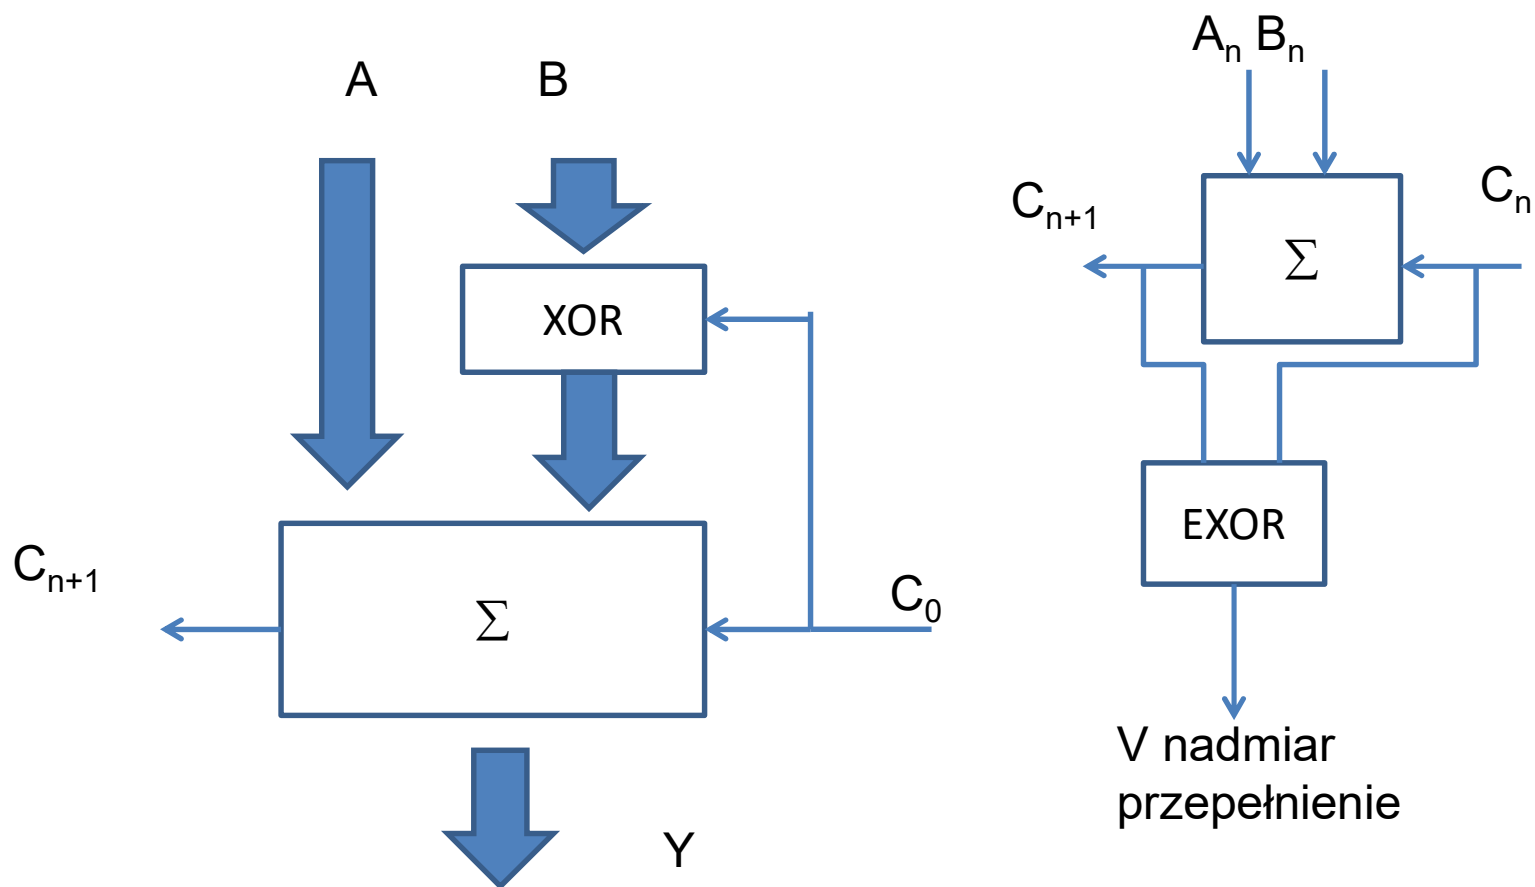 A
B
XOR
C₀
Cₙ₊₁
Σ
Y
Aₙ Bₙ
Cₙ₊₁
Cₙ
Σ
EXOR
V nadmiar
przepełnienie